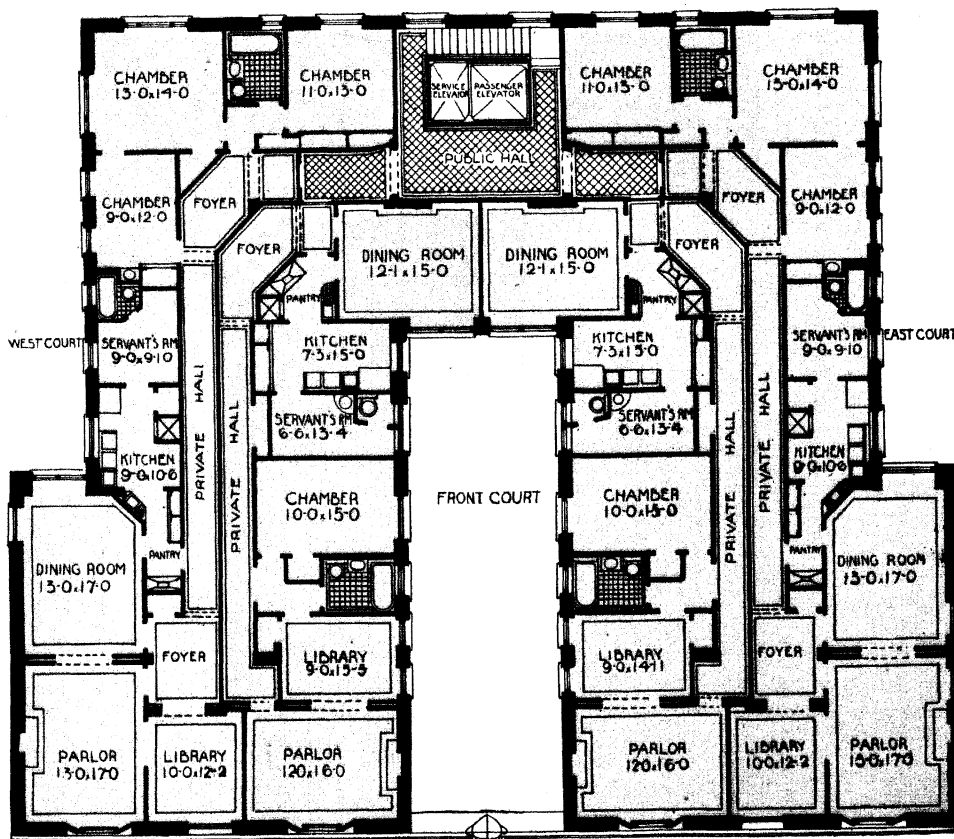 CHAMBER
13-0x14-0
CHAMBER
11-0x13-0
SERVICE
ELEVATOR
PASSENGER
ELEVATOR
CHAMBER
11-0x13-0
CHAMBER
13-0x14-0
PUBLIC HALL
CHAMBER
9-0x12-0
FOYER
FOYER
CHAMBER
9-0x12-0
FOYER
DINING ROOM
12-1x15-0
DINING ROOM
12-1x15-0
FOYER
PANTRY
PANTRY
WEST COURT
SERVANT'S RM
9-0x9-10
KITCHEN
7-3x15-0
KITCHEN
7-3x15-0
SERVANT'S RM
9-0x9-10
EAST COURT
PRIVATE HALL
PRIVATE HALL
SERVANT'S RM
6-6x13-4
SERVANT'S RM
6-6x13-4
PRIVATE HALL
PRIVATE HALL
KITCHEN
9-0x10-6
KITCHEN
9-0x10-6
CHAMBER
10-0x15-0
FRONT COURT
CHAMBER
10-0x15-0
DINING ROOM
13-0x17-0
PANTRY
PANTRY
DINING ROOM
13-0x17-0
FOYER
LIBRARY
9-0x15-5
LIBRARY
9-0x14-11
FOYER
PARLOR
13-0x17-0
LIBRARY
10-0x12-2
PARLOR
120x16-0
PARLOR
120x16-0
LIBRARY
10-0x12-2
PARLOR
13-0x17-0